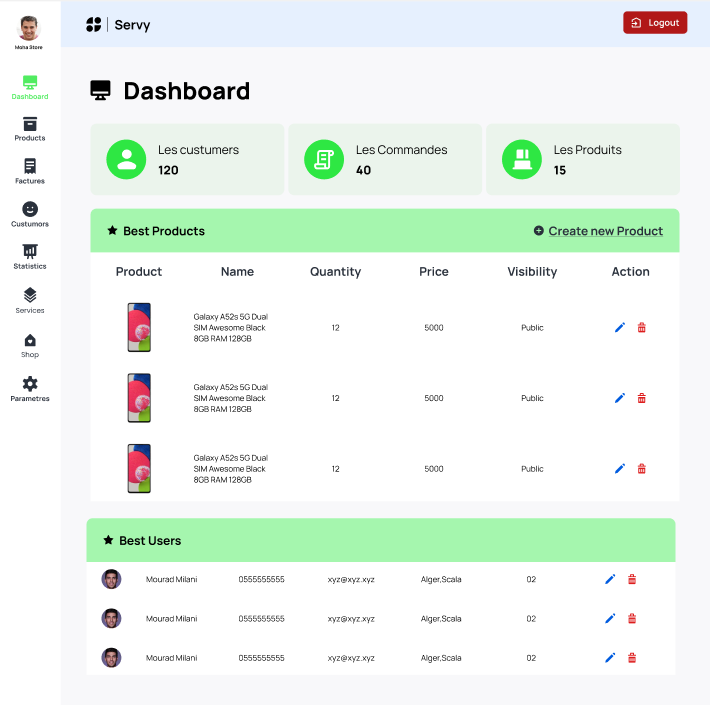 Servy
Logout
Moha Store
Dashboard
Products
Factures
Custumors
Statistics
Services
Shop
Parametres
Dashboard
Les custumers
120
Les Commandes
40
Les Produits
15
Best Products
Create new Product
Product Name Quantity Price Visibility Action
Galaxy A52s 5G Dual
SIM Awesome Black
8GB RAM 128GB
12 5000 Public
Galaxy A52s 5G Dual
SIM Awesome Black
8GB RAM 128GB
12 5000 Public
Galaxy A52s 5G Dual
SIM Awesome Black
8GB RAM 128GB
12 5000 Public
Best Users
Mourad Milani 0555555555 xyz@xyz.xyz Alger,Scala 02
Mourad Milani 0555555555 xyz@xyz.xyz Alger,Scala 02
Mourad Milani 0555555555 xyz@xyz.xyz Alger,Scala 02